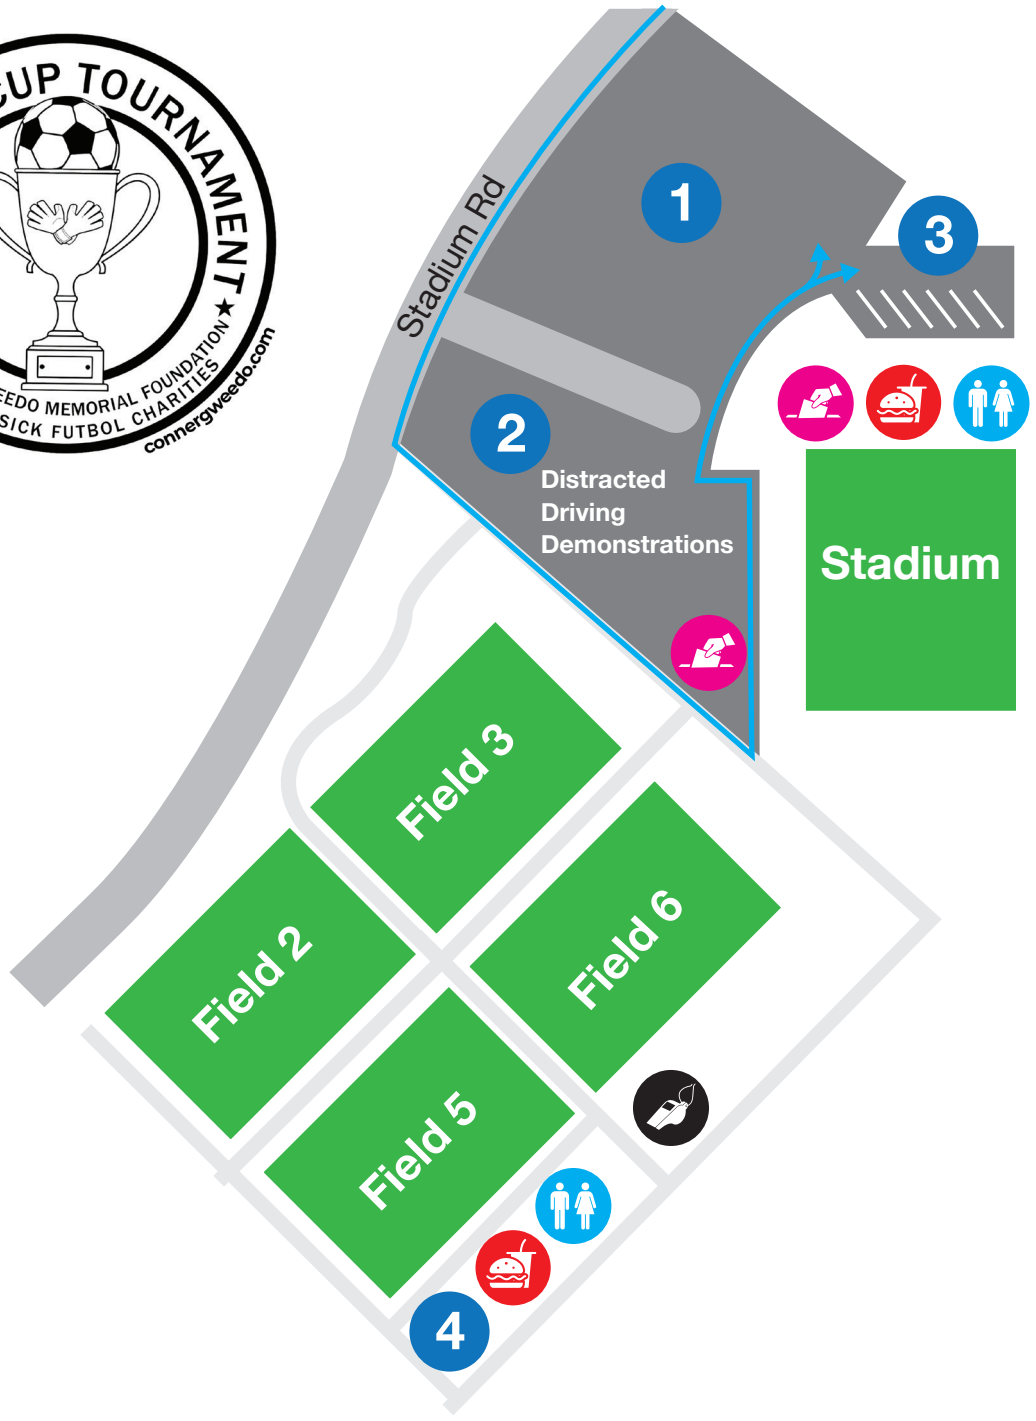 CUP TOURNAMENT ★
MEMORIAL FOUNDATION
SICK FUTBOL CHARITIES
connergweedo.com
Stadium Rd
1
3
2
Distracted
Driving
Demonstrations
Stadium
Field 3
Field 6
Field 2
Field 5
4